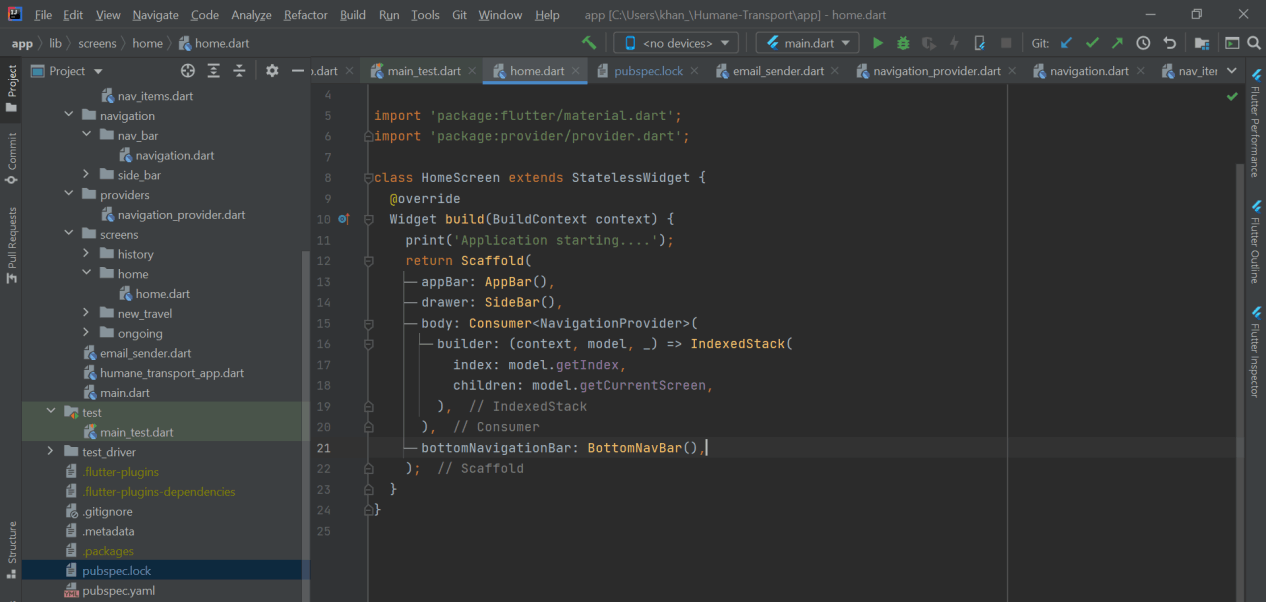 File Edit View Navigate Code Analyze Refactor Build Run Tools Git Window Help app [C:\Users\khan_\Humane-Transport\app] - home.dart
app lib screens home home.dart <no devices> main.dart Git:
Project .dart main_test.dart home.dart pubspec.lock email_sender.dart navigation_provider.dart navigation.dart nav_iter
Project
Commit
Pull Requests
Structure
nav_items.dart
navigation
nav_bar
navigation.dart
side_bar
providers
navigation_provider.dart
screens
history
home
home.dart
new_travel
ongoing
email_sender.dart
humane_transport_app.dart
main.dart
test
main_test.dart
test_driver
.flutter-plugins
.flutter-plugins-dependencies
.gitignore
.metadata
.packages
pubspec.lock
pubspec.yaml
4
5 import 'package:flutter/material.dart';
6 import 'package:provider/provider.dart';
7
8 class HomeScreen extends StatelessWidget {
9 @override
10 Widget build(BuildContext context) {
11 print('Application starting....');
12 return Scaffold(
13 appBar: AppBar(),
14 drawer: SideBar(),
15 body: Consumer<NavigationProvider>(
16 builder: (context, model, _) => IndexedStack(
17 index: model.getIndex,
18 children: model.getCurrentScreen,
19 ), // IndexedStack
20 ), // Consumer
21 bottomNavigationBar: BottomNavBar(),
22 ); // Scaffold
23 }
24 }
25
Flutter Performance
Flutter Outline
Flutter Inspector